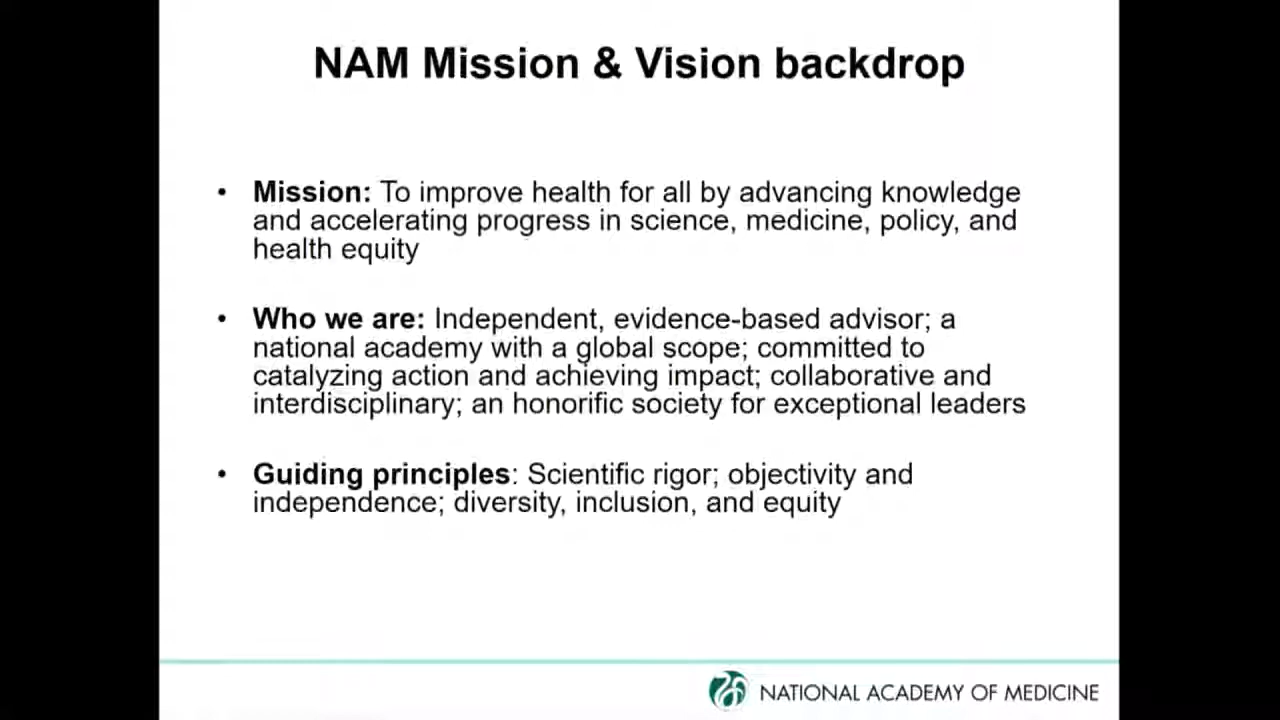 NAM Mission & Vision backdrop
• Mission: To improve health for all by advancing knowledge
and accelerating progress in science, medicine, policy, and
health equity
• Who we are: Independent, evidence-based advisor; a
national academy with a global scope; committed to
catalyzing action and achieving impact; collaborative and
interdisciplinary; an honorific society for exceptional leaders
• Guiding principles: Scientific rigor; objectivity and
independence; diversity, inclusion, and equity
NATIONAL ACADEMY OF MEDICINE